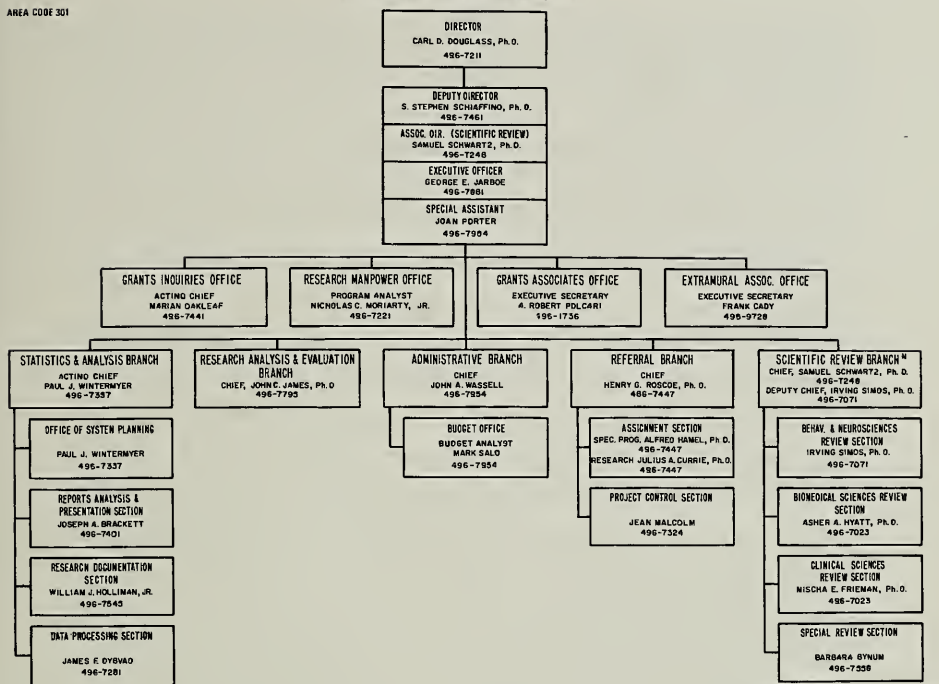 AREA CODE 301
DIRECTOR
CARL D. DOUGLASS, Ph.D.
496-7211
DEPUTY DIRECTOR
S. STEPHEN SCHIAFFINO, Ph.D.
496-7461
ASSOC. DIR. (SCIENTIFIC REVIEW)
SAMUEL SCHWARTZ, Ph.D.
496-7248
EXECUTIVE OFFICER
GEORGE E. JARBOE
SPECIAL ASSISTANT
JOAN PORTER
GRANTS INQUIRIES OFFICE
ACTING CHIEF
MARIAN OAKLEAF
496-7441
RESEARCH MANPOWER OFFICE
PROGRAM ANALYST
NICHOLAS C. MORIARTY, JR.
496-7221
GRANTS ASSOCIATES OFFICE
EXECUTIVE SECRETARY
A. ROBERT POLCARI
496-1736
EXTRAMURAL ASSOC. OFFICE
EXECUTIVE SECRETARY
FRANK CADY
496-9728
STATISTICS & ANALYSIS BRANCH
ACTING CHIEF
PAUL J. WINTERMYER
496-7337
OFFICE OF SYSTEN PLANNING
PAUL J. WINTERMYER
496-7337
REPORTS ANALYSIS &
PRESENTATION SECTION
JOSEPH A. BRACKETT
496-7401
RESEARCH DOCUMENTATION
SECTION
WILLIAM J. HOLLIMAN, JR.
496-7543
DATA PROCESSING SECTION
JAMES F. DYBVAD
496-7281
RESEARCH ANALYSIS & EVALUATION
BRANCH
CHIEF, JOHN C. JAMES, Ph.D
496-7795
ADMINISTRATIVE BRANCH
CHIEF
JOHN A. WASSELL
496-7954
BUDGET OFFICE
BUDGET ANALYST
MARK SALO
496-7954
REFERRAL BRANCH
CHIEF
HENRY G. ROSCOE, Ph.D.
496-7447
ASSIGNMENT SECTION
SPEC. PROG. ALFRED HAMEL, Ph.D.
496-7447
RESEARCH JULIUS A. CURRIE, Ph.D.
496-7447
PROJECT CONTROL SECTION
JEAN MALCOLM
496-7324
SCIENTIFIC REVIEW BRANCH
CHIEF, SAMUEL SCHWARTZ, Ph.D.
496-7248
DEPUTY CHIEF, IRVING SIMOS, Ph.D.
496-7071
BEHAV. & NEUROSCIENCES
REVIEW SECTION
IRVING SIMOS, Ph.D.
496-7071
BIOMEDICAL SCIENCES REVIEW
SECTION
ASHER A. HYATT, Ph.D.
496-7023
CLINICAL SCIENCES
REVIEW SECTION
MISCHA E. FRIEMAN, Ph.D.
496-7023
SPECIAL REVIEW SECTION
BARBARA BYNUM
496-7558